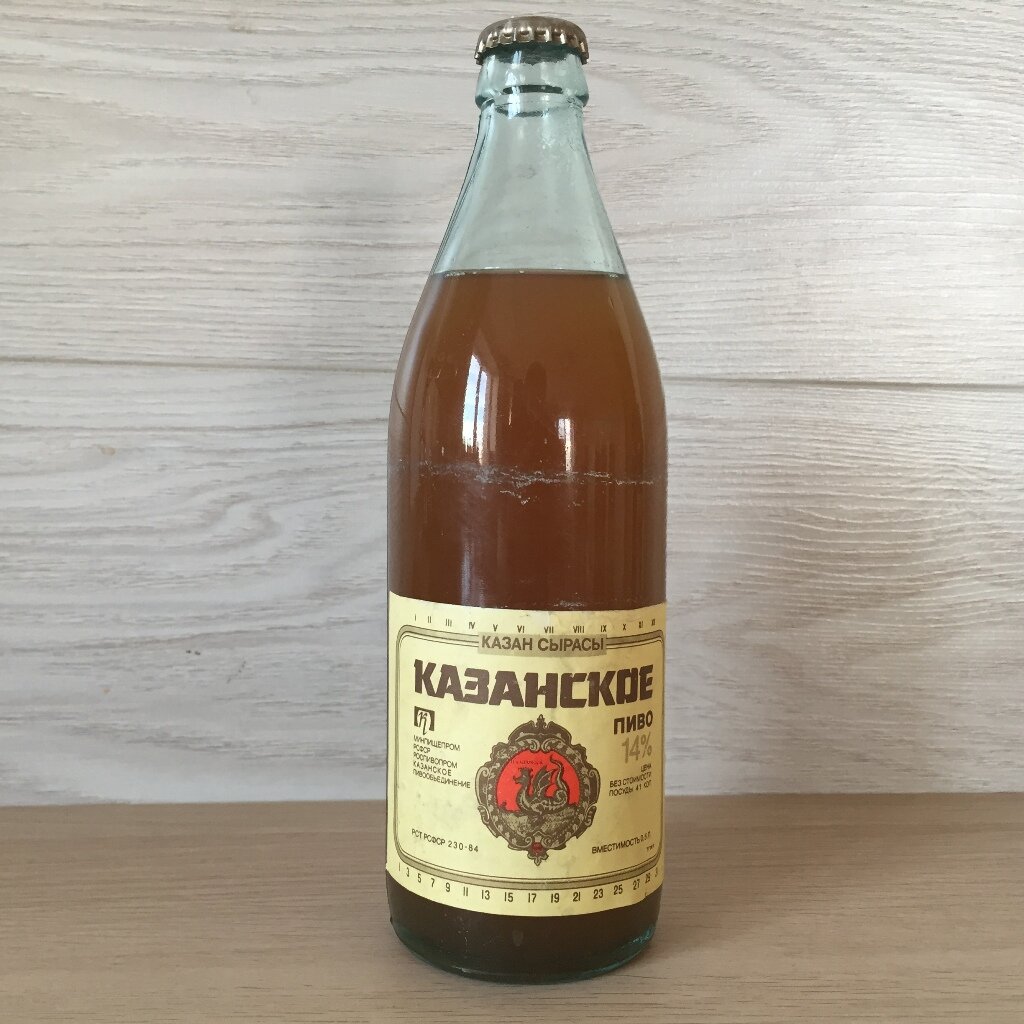 I II III IV V VI VII VIII IX X XI XII
КАЗАН СЫРАСЫ
КАЗАНСКОЕ
ПИВО
14%
МИНПИЩЕПРОМ
РСФСР
РОСПИВОПРОМ
КАЗАНСКОЕ
ПИВООБЪЕДИНЕНИЕ
ЦЕНА
БЕЗ СТОИМОСТИ
ПОСУДЫ 41 КОП
РСТ РСФСР 230-84
ВМЕСТИМОСТЬ 0.5 Л
1 3 5 7 9 11 13 15 17 19 21 23 25 27 29